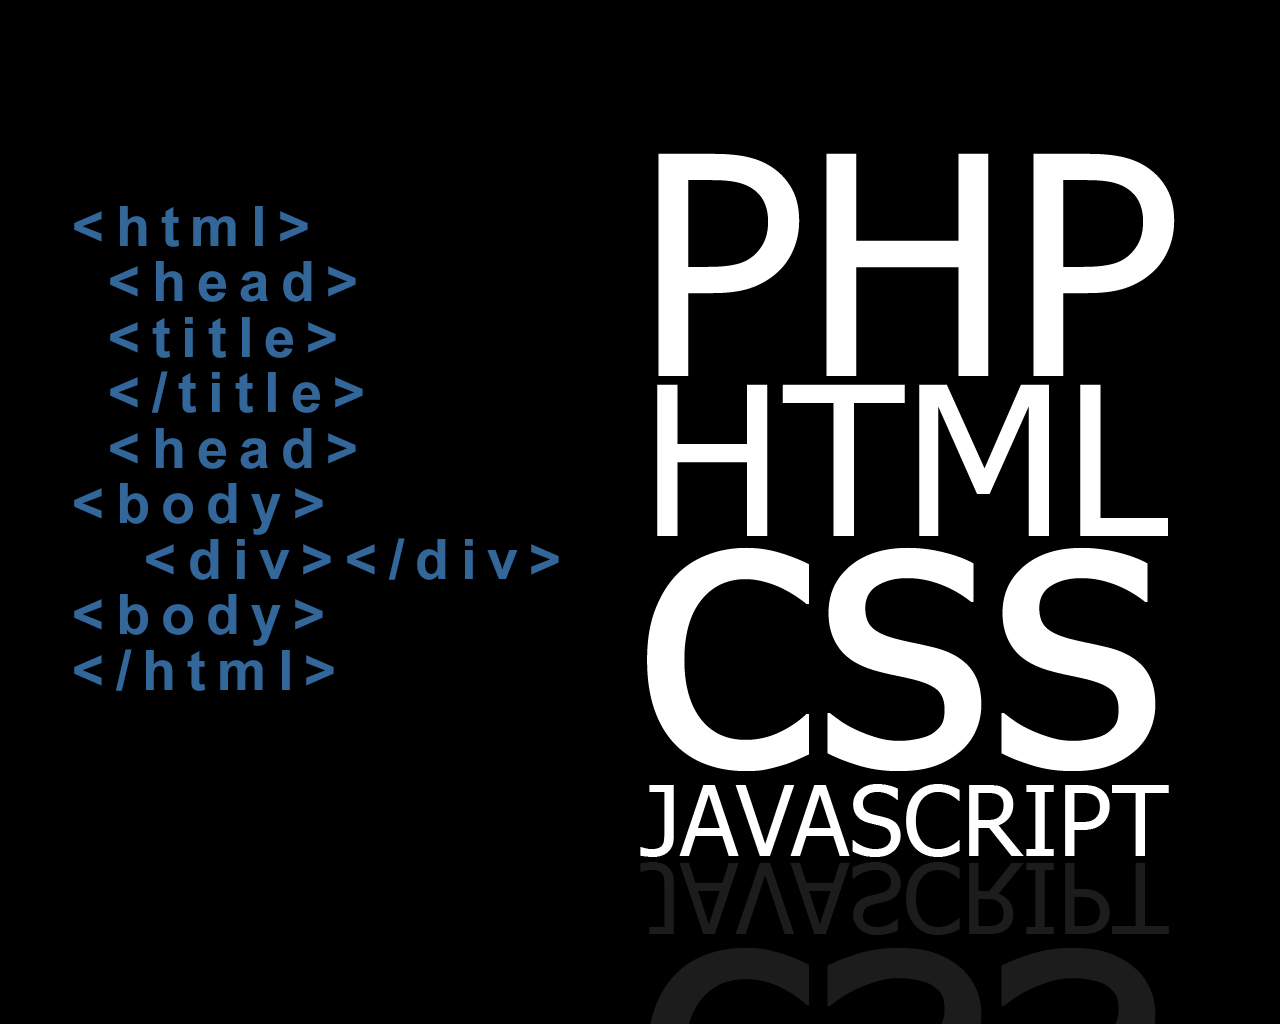 <html>
<head>
<title>
</title>
<head>
<body>
<div></div>
<body>
</html>
PHP
HTML
CSS
JAVASCRIPT